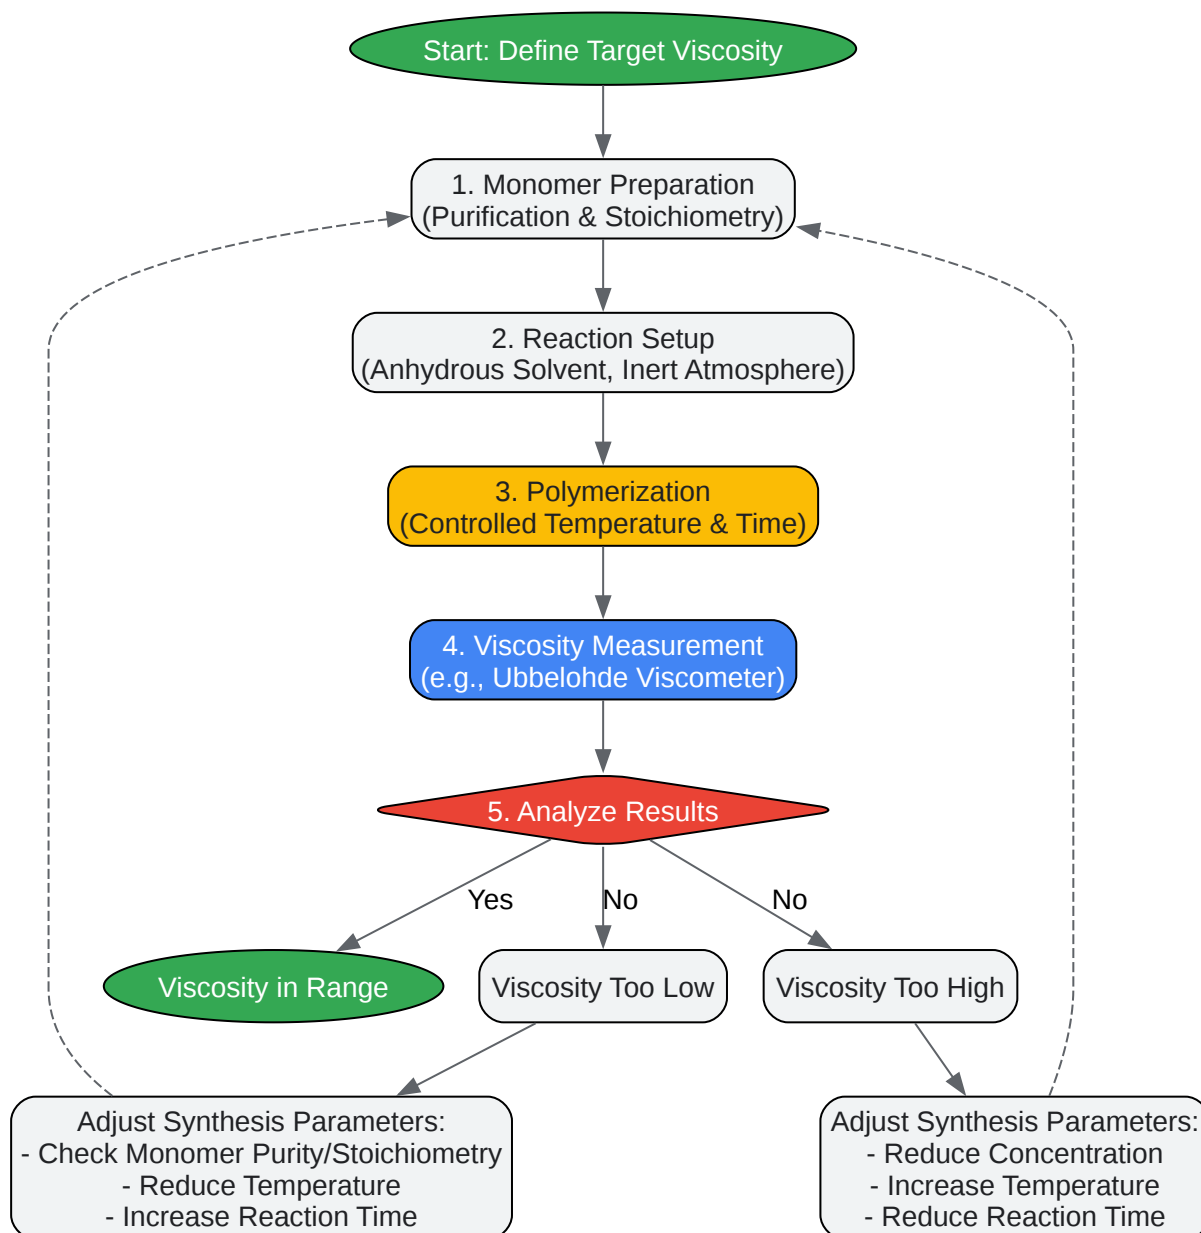 Start: Define Target Viscosity
1. Monomer Preparation
(Purification & Stoichiometry)
2. Reaction Setup
(Anhydrous Solvent, Inert Atmosphere)
3. Polymerization
(Controlled Temperature & Time)
4. Viscosity Measurement
(e.g., Ubbelohde Viscometer)
5. Analyze Results
Yes
No
No
Viscosity in Range
Viscosity Too Low
Viscosity Too High
Adjust Synthesis Parameters:
- Check Monomer Purity/Stoichiometry
- Reduce Temperature
- Increase Reaction Time
Adjust Synthesis Parameters:
- Reduce Concentration
- Increase Temperature
- Reduce Reaction Time